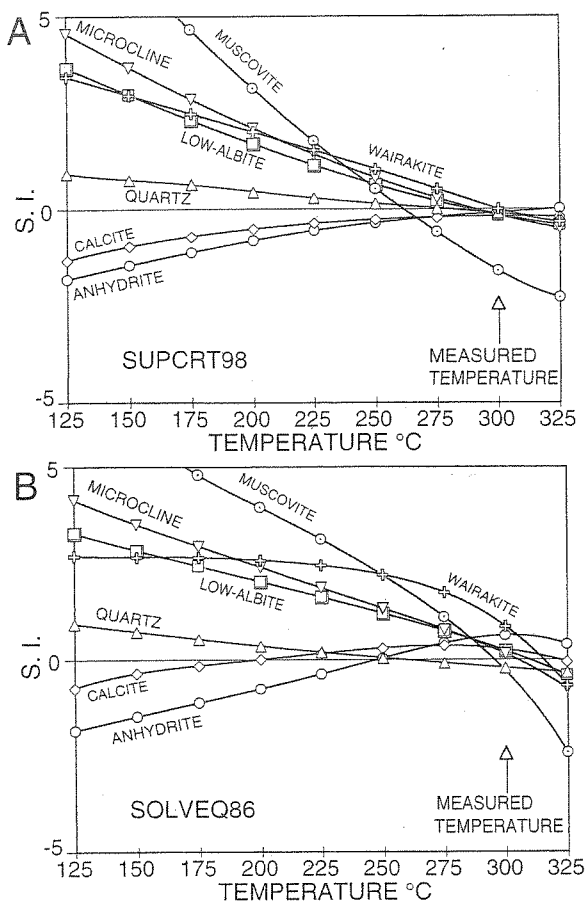 A
5
MICROCLINE
MUSCOVITE
WAIRAKITE
LOW-ALBITE
QUARTZ
S. I.
0
CALCITE
ANHYDRITE
SUPCRT98
MEASURED
TEMPERATURE
-5
125 150 175 200 225 250 275 300 325
TEMPERATURE °C
B
5
MICROCLINE
MUSCOVITE
WAIRAKITE
LOW-ALBITE
QUARTZ
S. I.
0
CALCITE
ANHYDRITE
SOLVEQ86
MEASURED
TEMPERATURE
-5
125 150 175 200 225 250 275 300 325
TEMPERATURE °C